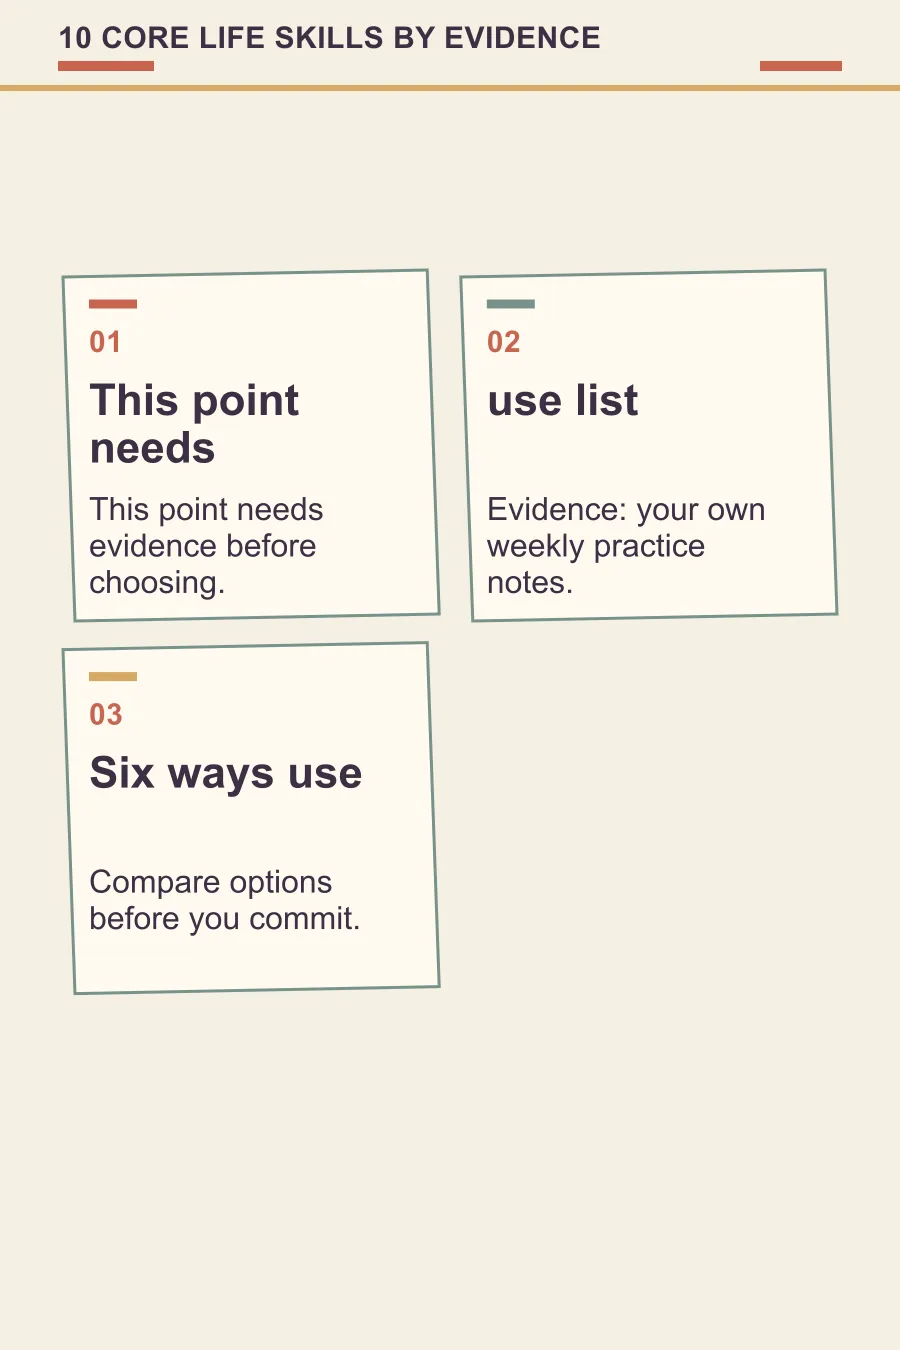 10 CORE LIFE SKILLS BY EVIDENCE
01
This point
needs
This point needs
evidence before
choosing.
02
use list
Evidence: your own
weekly practice
notes.
03
Six ways use
Compare options
before you commit.